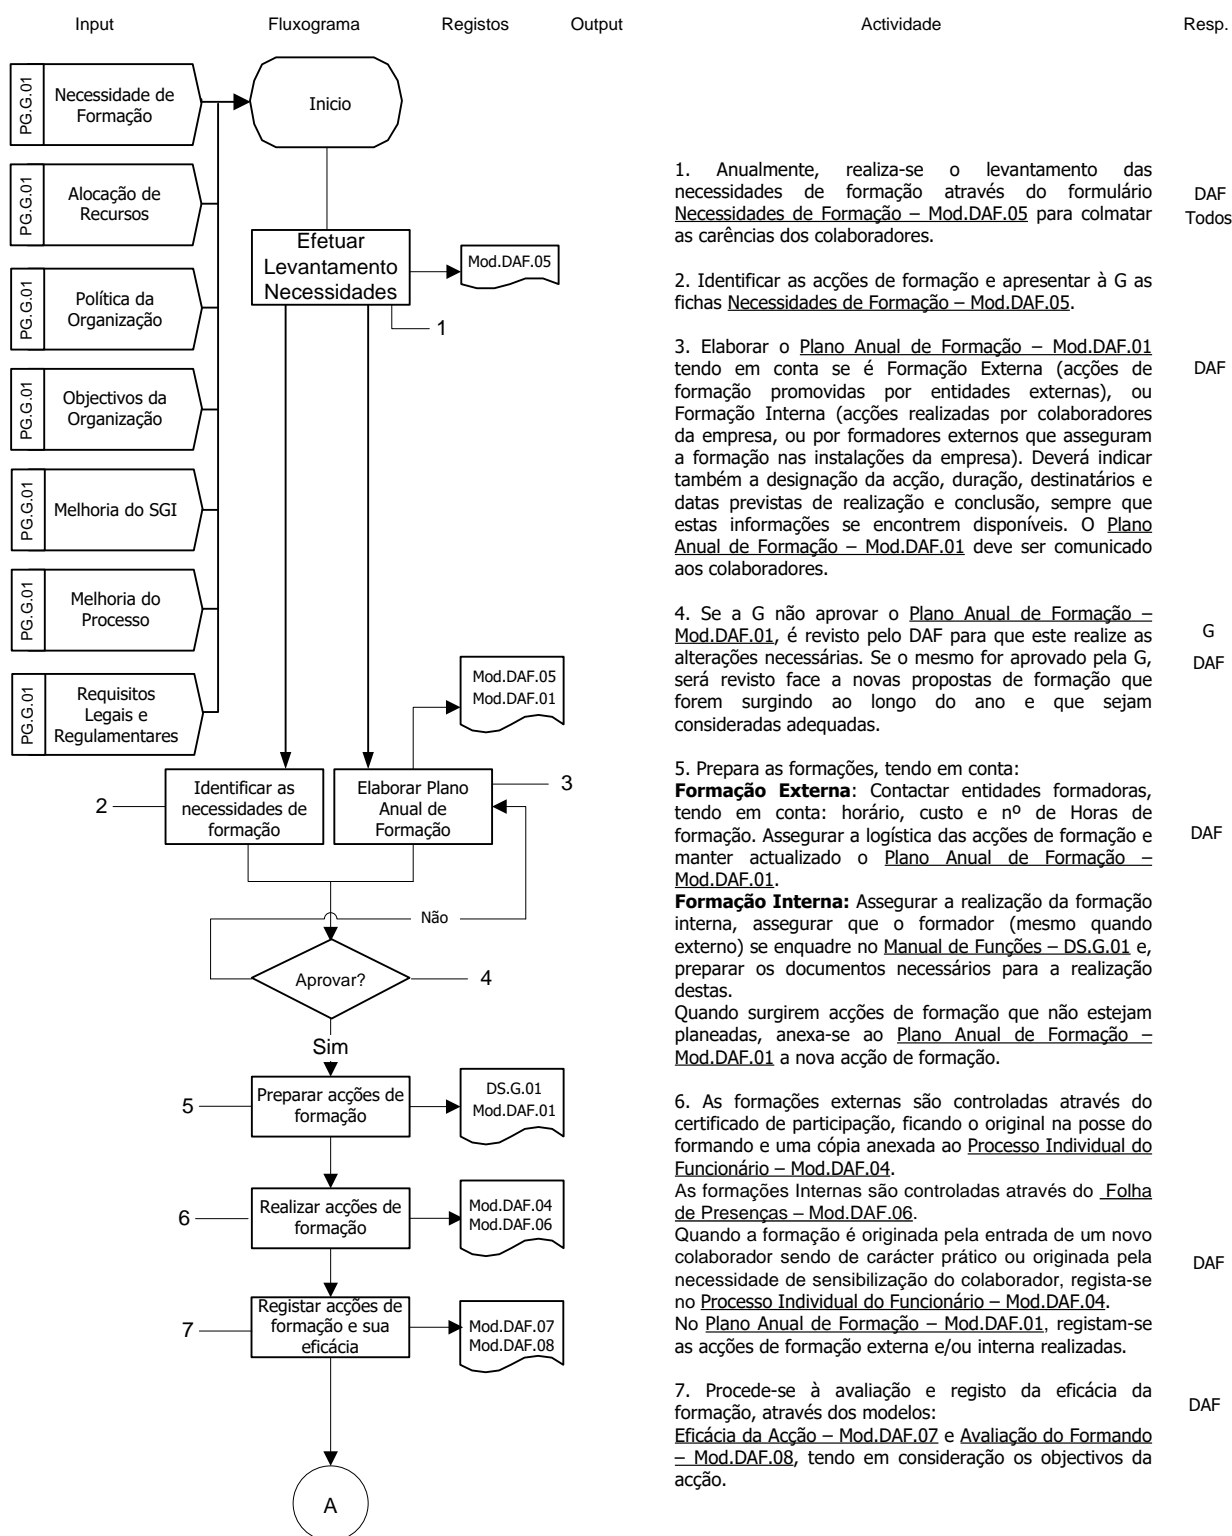 Input
Fluxograma
Registos
Output
Actividade
Resp.
PG.G.01
Necessidade de
Formação
PG.G.01
Alocação de
Recursos
PG.G.01
Política da
Organização
PG.G.01
Objectivos da
Organização
PG.G.01
Melhoria do SGI
PG.G.01
Melhoria do
Processo
PG.G.01
Requisitos
Legais e
Regulamentares
Inicio
Efetuar
Levantamento
Necessidades
Mod.DAF.05
1
Mod.DAF.05
Mod.DAF.01
2
Identificar as
necessidades de
formação
Elaborar Plano
Anual de
Formação
3
Não
Aprovar?
4
Sim
5
Preparar acções de
formação
DS.G.01
Mod.DAF.01
6
Realizar acções de
formação
Mod.DAF.04
Mod.DAF.06
7
Registar acções de
formação e sua
eficácia
Mod.DAF.07
Mod.DAF.08
A
1. Anualmente, realiza-se o levantamento das
necessidades de formação através do formulário
Necessidades de Formação – Mod.DAF.05 para colmatar
as carências dos colaboradores.
DAF
Todos
2. Identificar as acções de formação e apresentar à G as
fichas Necessidades de Formação – Mod.DAF.05.
3. Elaborar o Plano Anual de Formação – Mod.DAF.01
tendo em conta se é Formação Externa (acções de
formação promovidas por entidades externas), ou
Formação Interna (acções realizadas por colaboradores
da empresa, ou por formadores externos que asseguram
a formação nas instalações da empresa). Deverá indicar
também a designação da acção, duração, destinatários e
datas previstas de realização e conclusão, sempre que
estas informações se encontrem disponíveis. O Plano
Anual de Formação – Mod.DAF.01 deve ser comunicado
aos colaboradores.
DAF
4. Se a G não aprovar o Plano Anual de Formação –
Mod.DAF.01, é revisto pelo DAF para que este realize as
alterações necessárias. Se o mesmo for aprovado pela G,
será revisto face a novas propostas de formação que
forem surgindo ao longo do ano e que sejam
consideradas adequadas.
G
DAF
5. Prepara as formações, tendo em conta:
Formação Externa: Contactar entidades formadoras,
tendo em conta: horário, custo e nº de Horas de
formação. Assegurar a logística das acções de formação e
manter actualizado o Plano Anual de Formação –
Mod.DAF.01.
Formação Interna: Assegurar a realização da formação
interna, assegurar que o formador (mesmo quando
externo) se enquadre no Manual de Funções – DS.G.01 e,
preparar os documentos necessários para a realização
destas.
Quando surgirem acções de formação que não estejam
planeadas, anexa-se ao Plano Anual de Formação –
Mod.DAF.01 a nova acção de formação.
DAF
6. As formações externas são controladas através do
certificado de participação, ficando o original na posse do
formando e uma cópia anexada ao Processo Individual do
Funcionário – Mod.DAF.04.
As formações Internas são controladas através do Folha
de Presenças – Mod.DAF.06.
Quando a formação é originada pela entrada de um novo
colaborador sendo de carácter prático ou originada pela
necessidade de sensibilização do colaborador, regista-se
no Processo Individual do Funcionário – Mod.DAF.04.
No Plano Anual de Formação – Mod.DAF.01, registam-se
as acções de formação externa e/ou interna realizadas.
DAF
7. Procede-se à avaliação e registo da eficácia da
formação, através dos modelos:
Eficácia da Acção – Mod.DAF.07 e Avaliação do Formando
– Mod.DAF.08, tendo em consideração os objectivos da
acção.
DAF